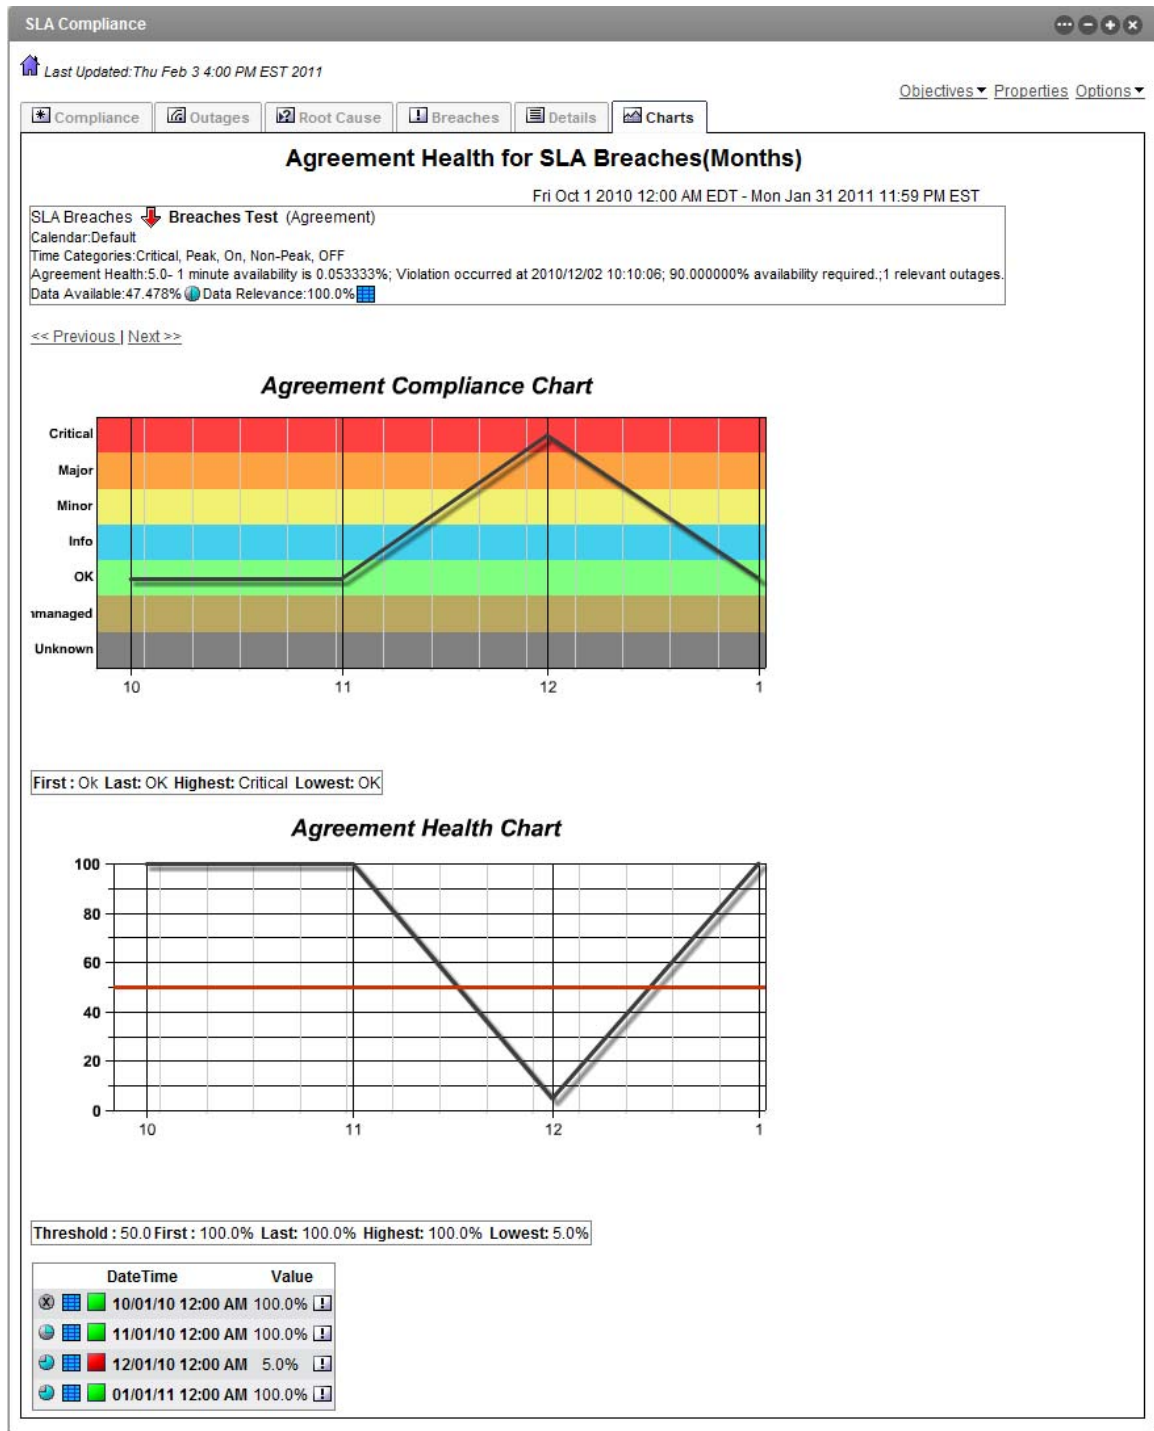 SLA Compliance
Last Updated:Thu Feb 3 4:00 PM EST 2011
Objectives Properties Options
Compliance Outages Root Cause Breaches Details Charts
Agreement Health for SLA Breaches(Months)
Fri Oct 1 2010 12:00 AM EDT - Mon Jan 31 2011 11:59 PM EST
SLA Breaches Breaches Test (Agreement)
Calendar:Default
Time Categories:Critical, Peak, On, Non-Peak, OFF
Agreement Health:5.0- 1 minute availability is 0.053333%; Violation occurred at 2010/12/02 10:10:06; 90.000000% availability required.;1 relevant outages.
Data Available:47.478% Data Relevance:100.0%
<< Previous | Next >>
Agreement Compliance Chart
Critical
Major
Minor
Info
OK
nmanaged
Unknown
10 11 12 1
First : Ok Last: OK Highest: Critical Lowest: OK
Agreement Health Chart
100
80
60
40
20
0
10 11 12 1
Threshold : 50.0 First : 100.0% Last: 100.0% Highest: 100.0% Lowest: 5.0%
DateTime Value
10/01/10 12:00 AM 100.0%
11/01/10 12:00 AM 100.0%
12/01/10 12:00 AM 5.0%
01/01/11 12:00 AM 100.0%